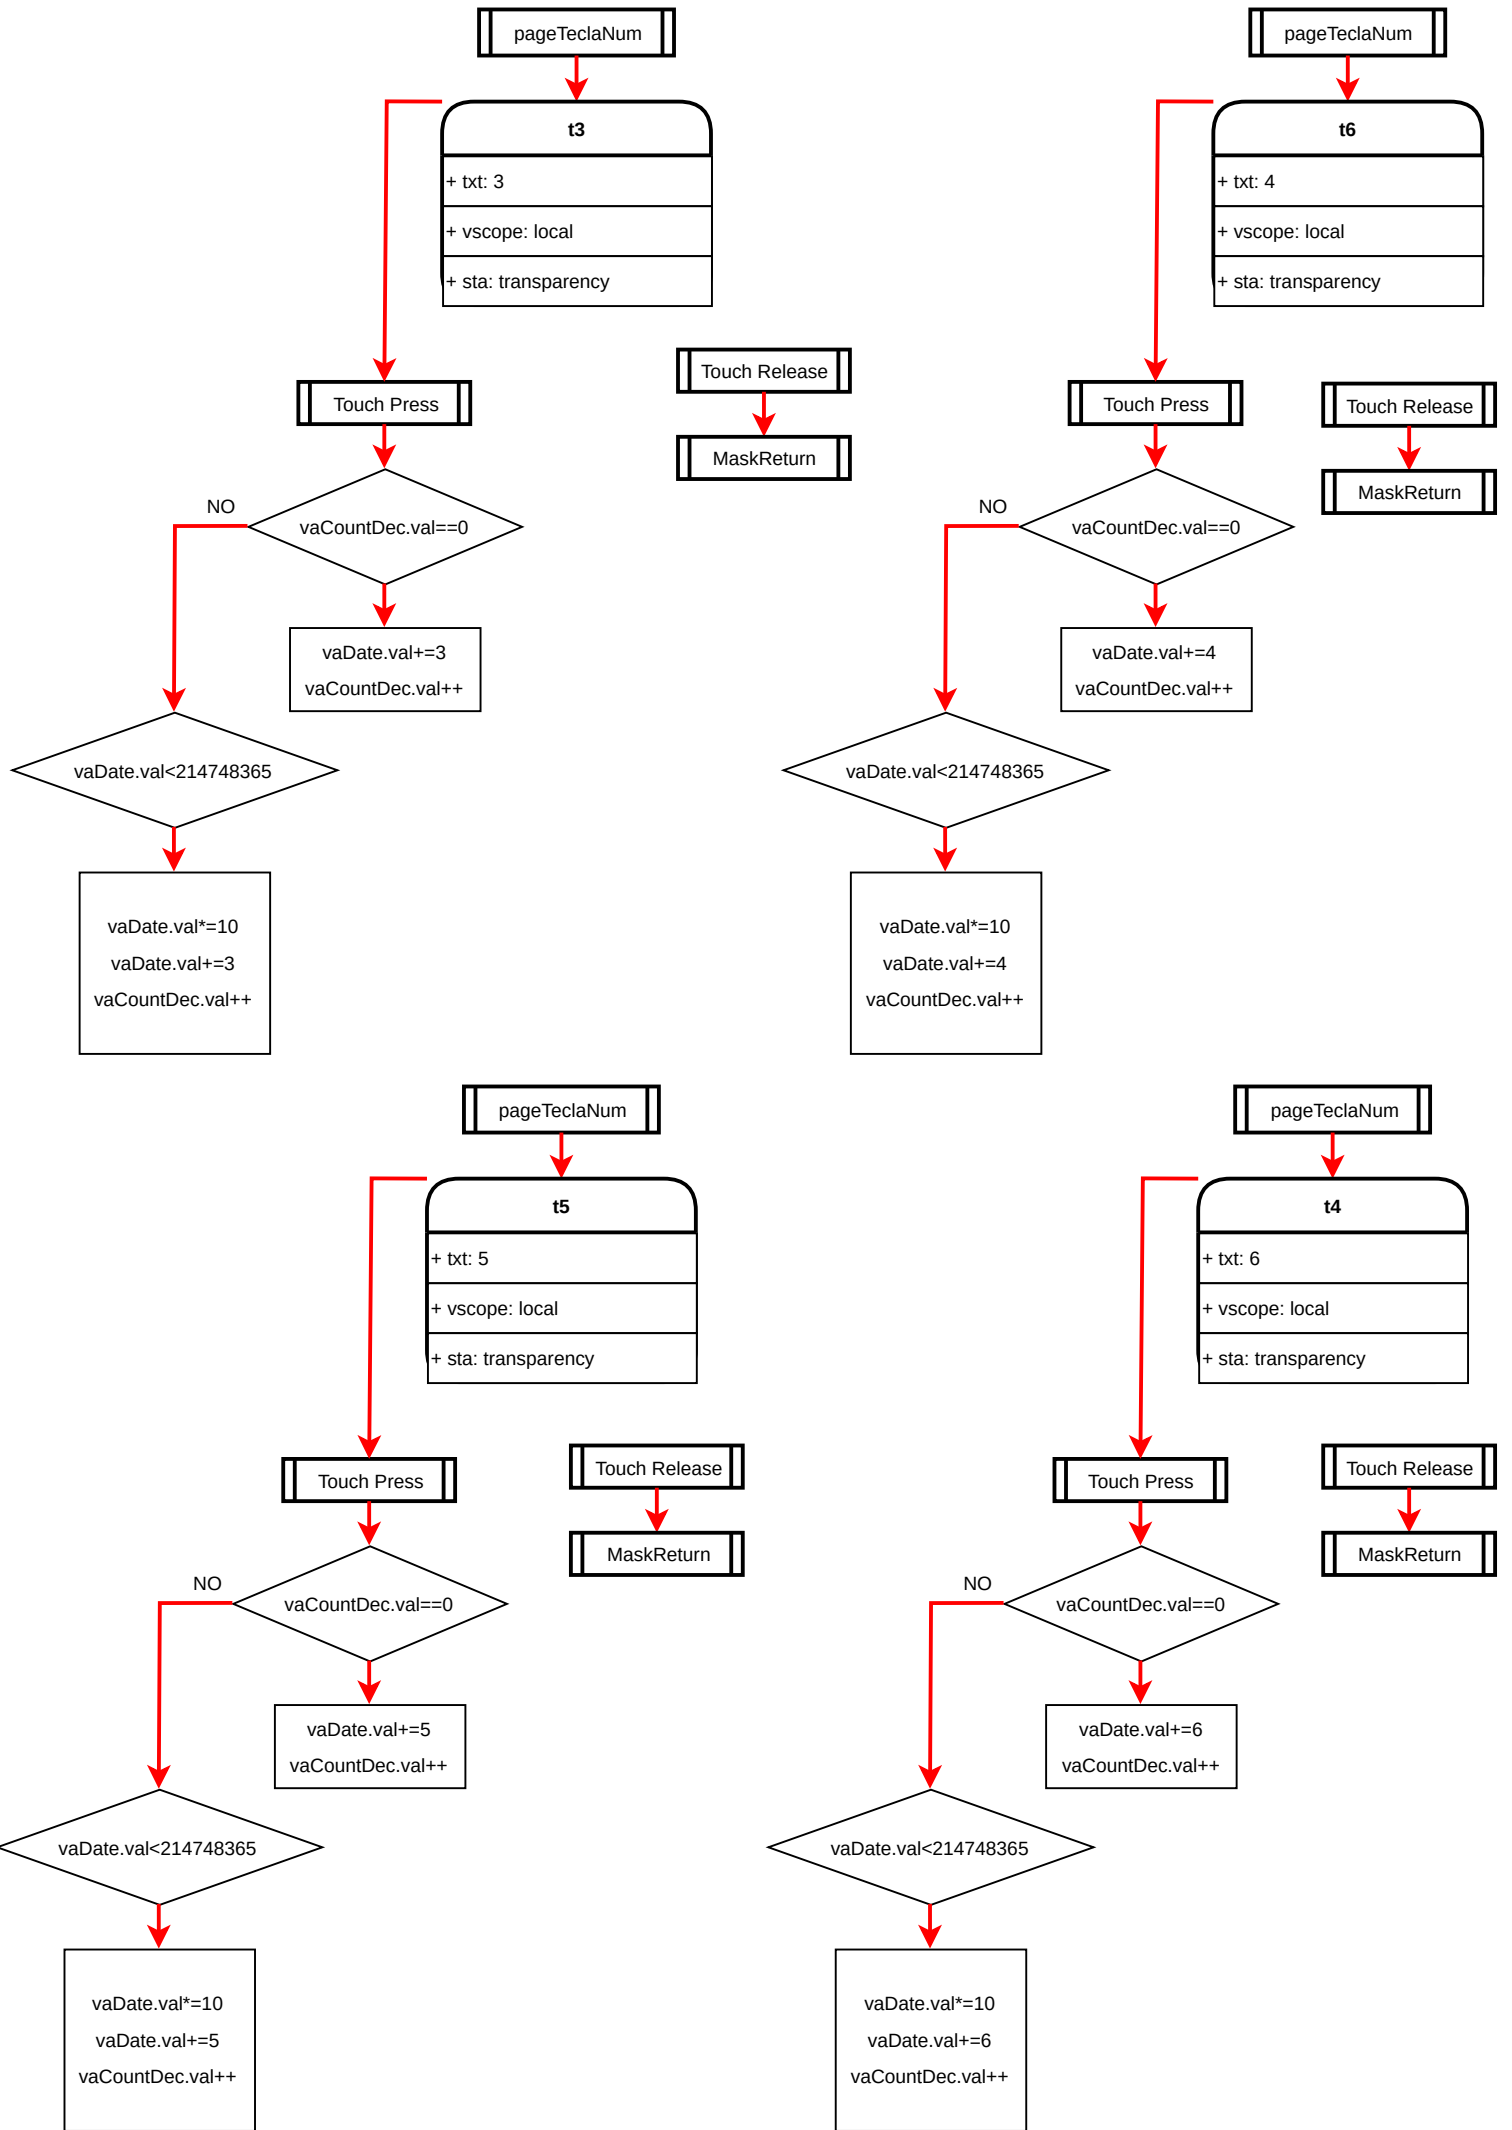 pageTeclaNum
t3
+ txt: 3
+ vscope: local
+ sta: transparency
Touch Release
MaskReturn
Touch Press
NO
vaCountDec.val==0
vaDate.val+=3
vaCountDec.val++
vaDate.val<214748365
vaDate.val*=10
vaDate.val+=3
vaCountDec.val++
pageTeclaNum
t6
+ txt: 4
+ vscope: local
+ sta: transparency
Touch Press
Touch Release
MaskReturn
NO
vaCountDec.val==0
vaDate.val+=4
vaCountDec.val++
vaDate.val<214748365
vaDate.val*=10
vaDate.val+=4
vaCountDec.val++
pageTeclaNum
t5
+ txt: 5
+ vscope: local
+ sta: transparency
Touch Release
MaskReturn
Touch Press
NO
vaCountDec.val==0
vaDate.val+=5
vaCountDec.val++
vaDate.val<214748365
vaDate.val*=10
vaDate.val+=5
vaCountDec.val++
pageTeclaNum
t4
+ txt: 6
+ vscope: local
+ sta: transparency
Touch Release
MaskReturn
Touch Press
NO
vaCountDec.val==0
vaDate.val+=6
vaCountDec.val++
vaDate.val<214748365
vaDate.val*=10
vaDate.val+=6
vaCountDec.val++